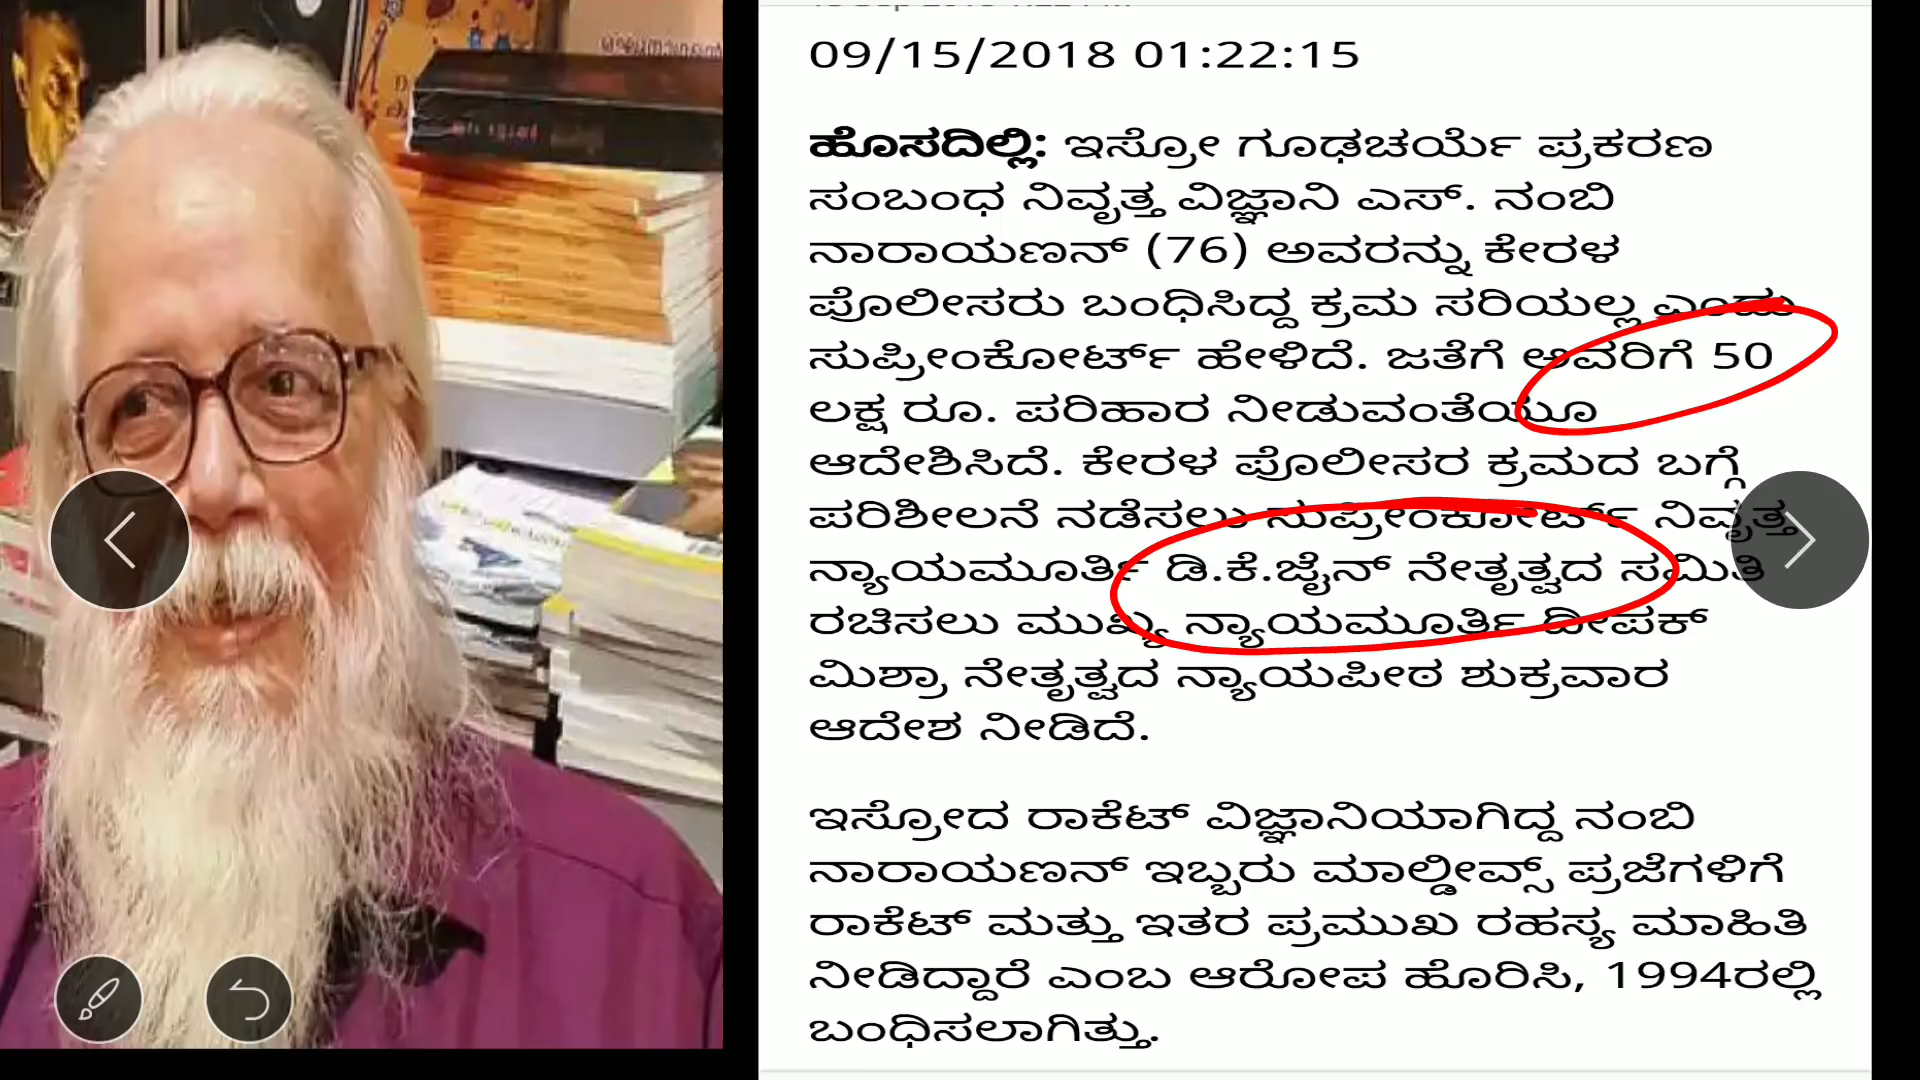 09/15/2018 01:22:15
ಹೊಸದಿಲ್ಲಿ: ಇಸ್ರೋ ಗೂಢಚರ್ಯೆ ಪ್ರಕರಣ
ಸಂಬಂಧ ನಿವೃತ್ತ ವಿಜ್ಞಾನಿ ಎಸ್. ನಂಬಿ
ನಾರಾಯಣನ್ (76) ಅವರನ್ನು ಕೇರಳ
ಪೊಲೀಸರು ಬಂಧಿಸಿದ್ದ ಕ್ರಮ ಸರಿಯಲ್ಲ ಎಂದು
ಸುಪ್ರೀಂಕೋರ್ಟ್ ಹೇಳಿದೆ. ಜತೆಗೆ ಅವರಿಗೆ 50
ಲಕ್ಷ ರೂ. ಪರಿಹಾರ ನೀಡುವಂತೆಯೂ
ಆದೇಶಿಸಿದೆ. ಕೇರಳ ಪೊಲೀಸರ ಕ್ರಮದ ಬಗ್ಗೆ
ಪರಿಶೀಲನೆ ನಡೆಸಲು ಸುಪ್ರೀಂಕೋರ್ಟ್ ನಿವೃತ್ತ
ನ್ಯಾಯಮೂರ್ತಿ ಡಿ.ಕೆ.ಜೈನ್ ನೇತೃತ್ವದ ಸಮಿತಿ
ರಚಿಸಲು ಮುಖ್ಯ ನ್ಯಾಯಮೂರ್ತಿ ದೀಪಕ್
ಮಿಶ್ರಾ ನೇತೃತ್ವದ ನ್ಯಾಯಪೀಠ ಶುಕ್ರವಾರ
ಆದೇಶ ನೀಡಿದೆ.
ಇಸ್ರೋದ ರಾಕೆಟ್ ವಿಜ್ಞಾನಿಯಾಗಿದ್ದ ನಂಬಿ
ನಾರಾಯಣನ್ ಇಬ್ಬರು ಮಾಲ್ಡೀವ್ಸ್ ಪ್ರಜೆಗಳಿಗೆ
ರಾಕೆಟ್ ಮತ್ತು ಇತರ ಪ್ರಮುಖ ರಹಸ್ಯ ಮಾಹಿತಿ
ನೀಡಿದ್ದಾರೆ ಎಂಬ ಆರೋಪ ಹೊರಿಸಿ, 1994ರಲ್ಲಿ
ಬಂಧಿಸಲಾಗಿತ್ತು.